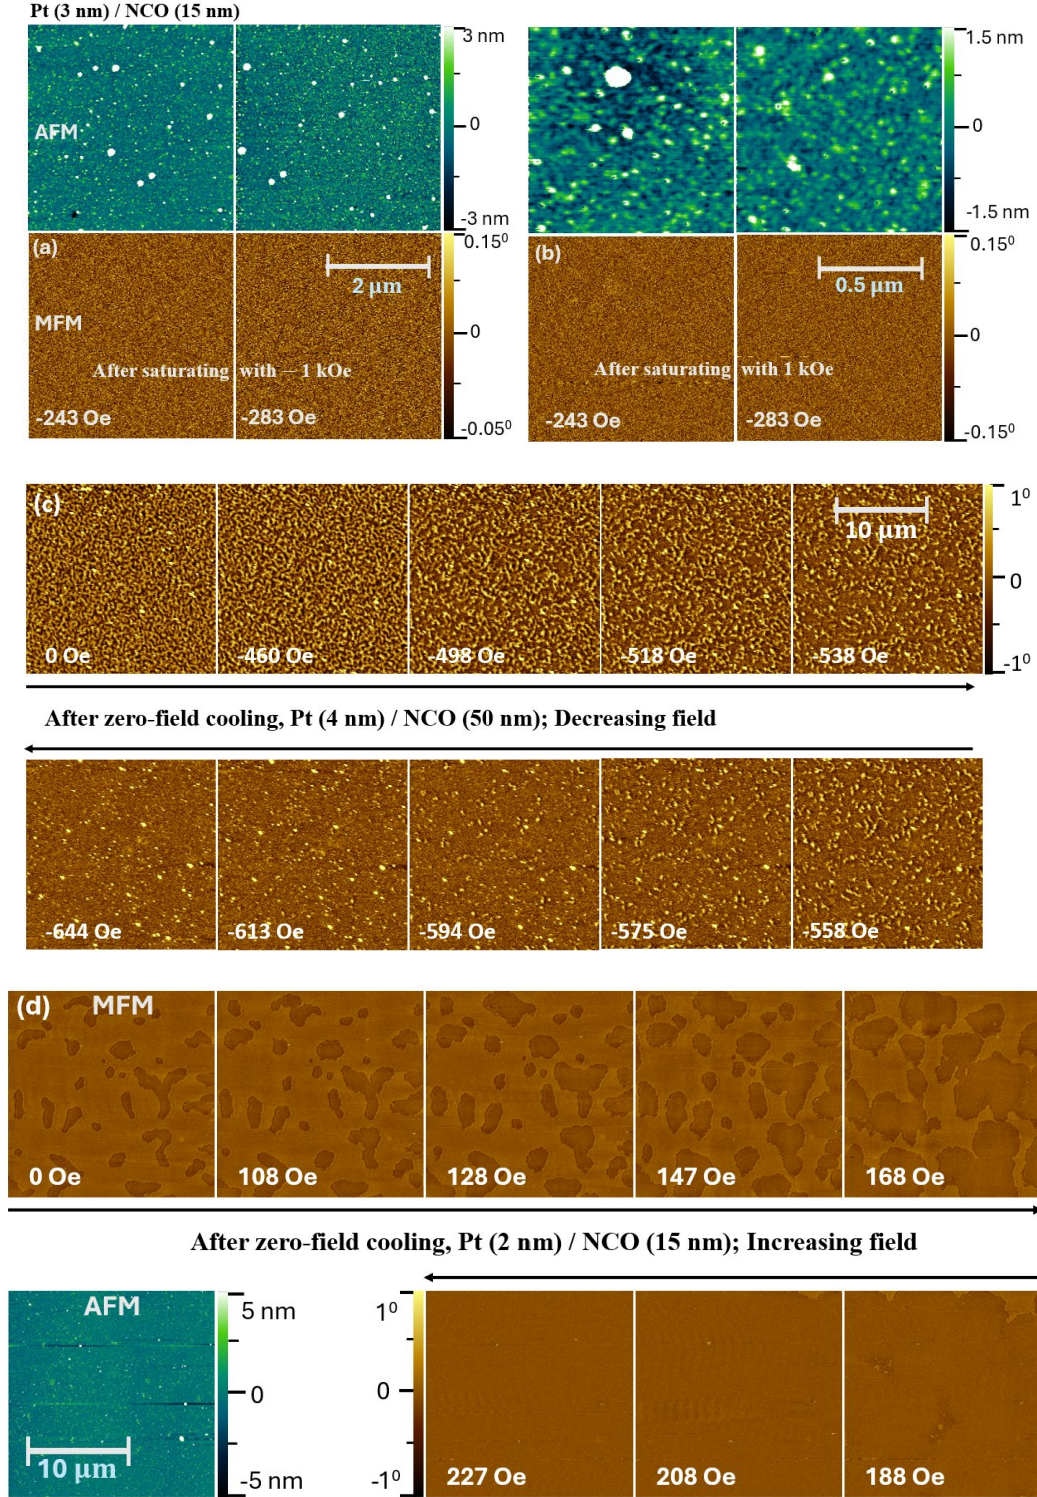 Pt (3 nm) / NCO (15 nm)
AFM
3 nm
0
-3 nm
1.5 nm
0
-1.5 nm
(a)
MFM
2 µm
After saturating with − 1 kOe
-243 Oe
-283 Oe
0.15⁰
0
-0.05⁰
(b)
0.5 µm
After saturating with 1 kOe
-243 Oe
-283 Oe
0.15⁰
0
-0.15⁰
(c)
10 µm
0 Oe
-460 Oe
-498 Oe
-518 Oe
-538 Oe
1⁰
0
-1⁰
After zero-field cooling, Pt (4 nm) / NCO (50 nm); Decreasing field
-644 Oe
-613 Oe
-594 Oe
-575 Oe
-558 Oe
(d)
MFM
0 Oe
108 Oe
128 Oe
147 Oe
168 Oe
After zero-field cooling, Pt (2 nm) / NCO (15 nm); Increasing field
AFM
10 µm
5 nm
0
-5 nm
1⁰
0
-1⁰
227 Oe
208 Oe
188 Oe